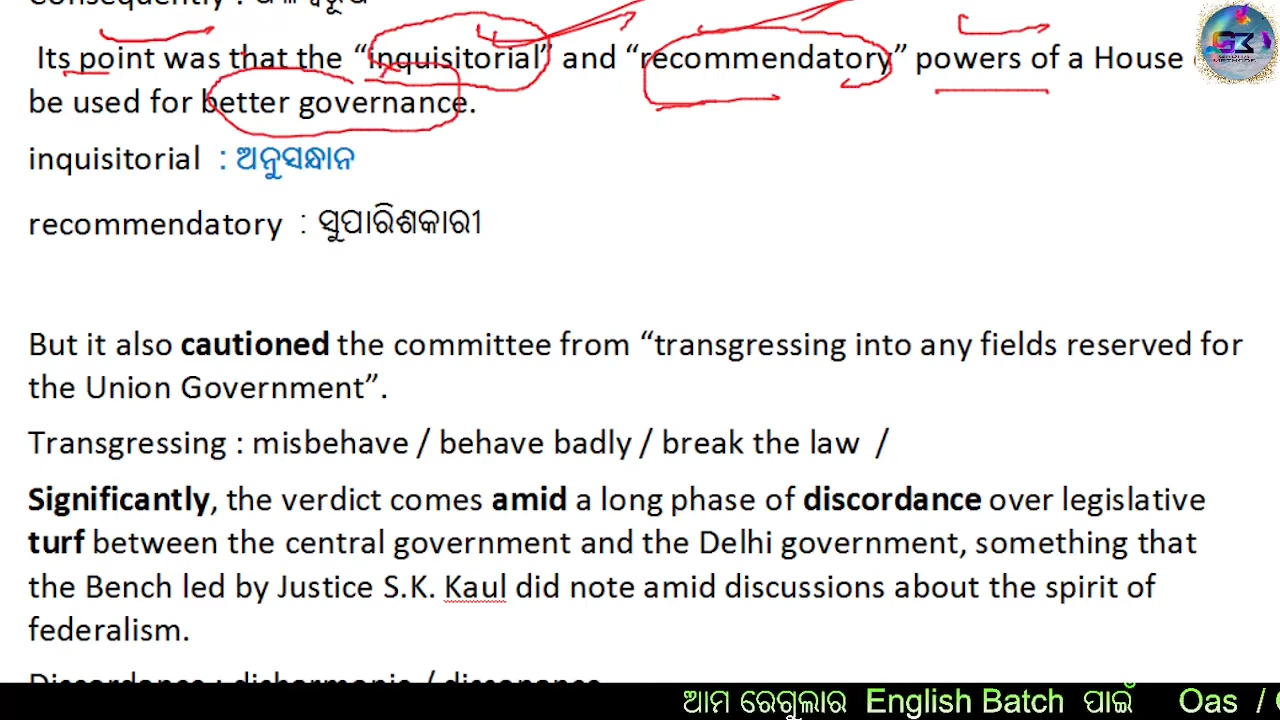 Consequently :
Its point was that the “inquisitorial” and “recommendatory” powers of a House
be used for better governance.
inquisitorial : ଅନୁସନ୍ଧାନ
recommendatory : ସୁପାରିଶକାରୀ
But it also cautioned the committee from “transgressing into any fields reserved for
the Union Government”.
Transgressing : misbehave / behave badly / break the law /
Significantly, the verdict comes amid a long phase of discordance over legislative
turf between the central government and the Delhi government, something that
the Bench led by Justice S.K. Kaul did note amid discussions about the spirit of
federalism.
Discordance : disharmonic / dissonance
ଆମ ରେଗୁଲାର English Batch ପାଇଁ Oas /